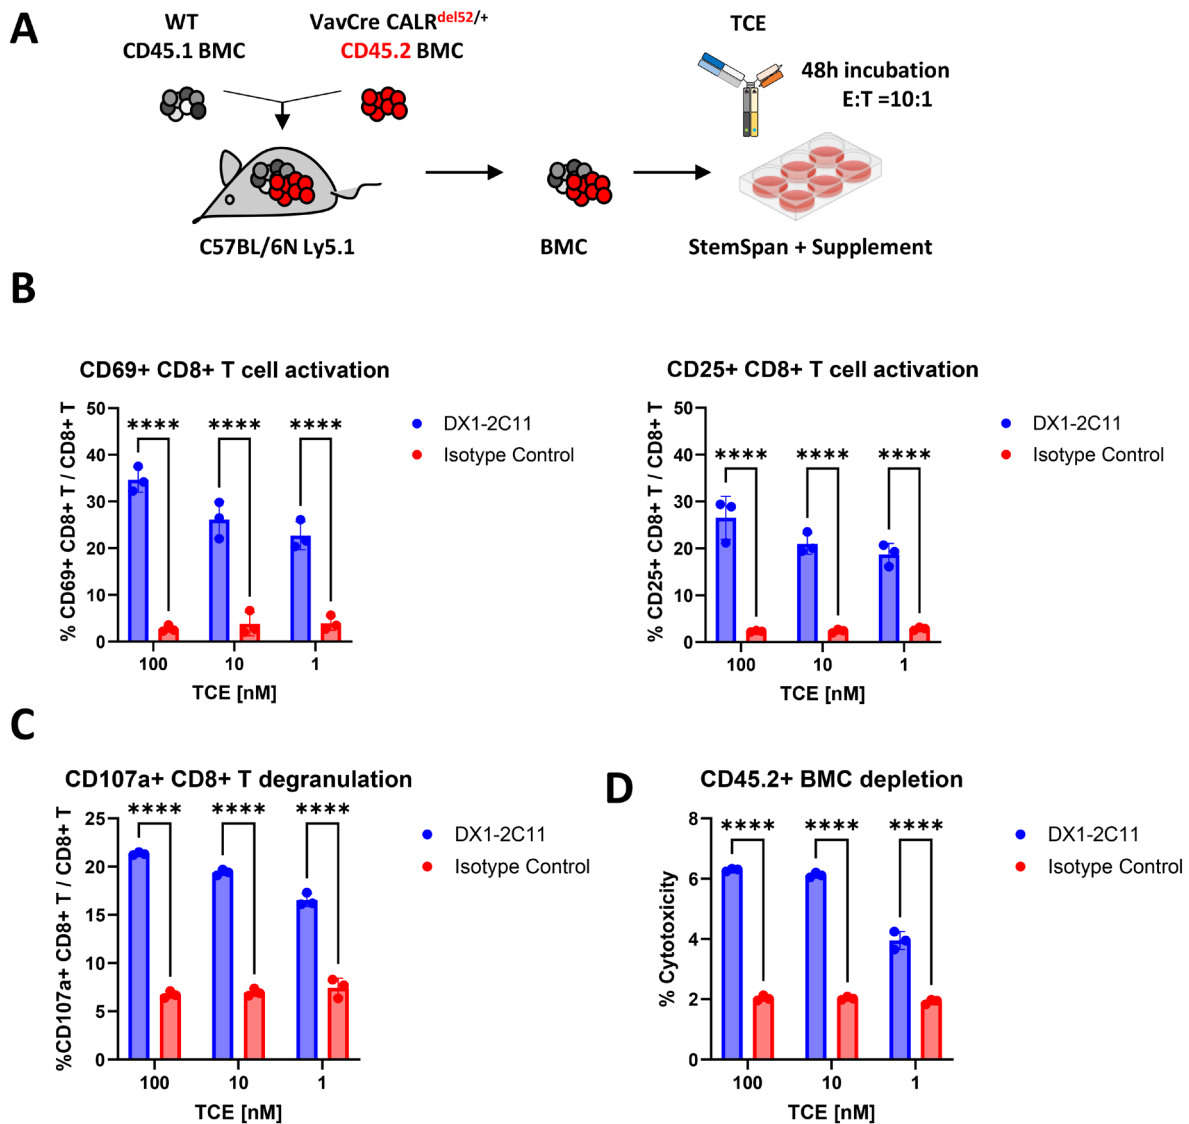 A
WT
CD45.1 BMC
VavCre CALRdel52/+
CD45.2 BMC
TCE
48h incubation
E:T =10:1
C57BL/6N Ly5.1
BMC
StemSpan + Supplement
B
CD69+ CD8+ T cell activation
% CD69+ CD8+ T / CD8+ T
50
40
30
20
10
0
**** **** ****
100 10 1
TCE [nM]
DX1-2C11
Isotype Control
CD25+ CD8+ T cell activation
% CD25+ CD8+ T / CD8+ T
50
40
30
20
10
0
**** **** ****
100 10 1
TCE [nM]
DX1-2C11
Isotype Control
C
CD107a+ CD8+ T degranulation
%CD107a+ CD8+ T / CD8+ T
25
20
15
10
5
0
**** **** ****
100 10 1
TCE [nM]
DX1-2C11
Isotype Control
D
CD45.2+ BMC depletion
% Cytotoxicity
8
6
4
2
0
**** **** ****
100 10 1
TCE [nM]
DX1-2C11
Isotype Control